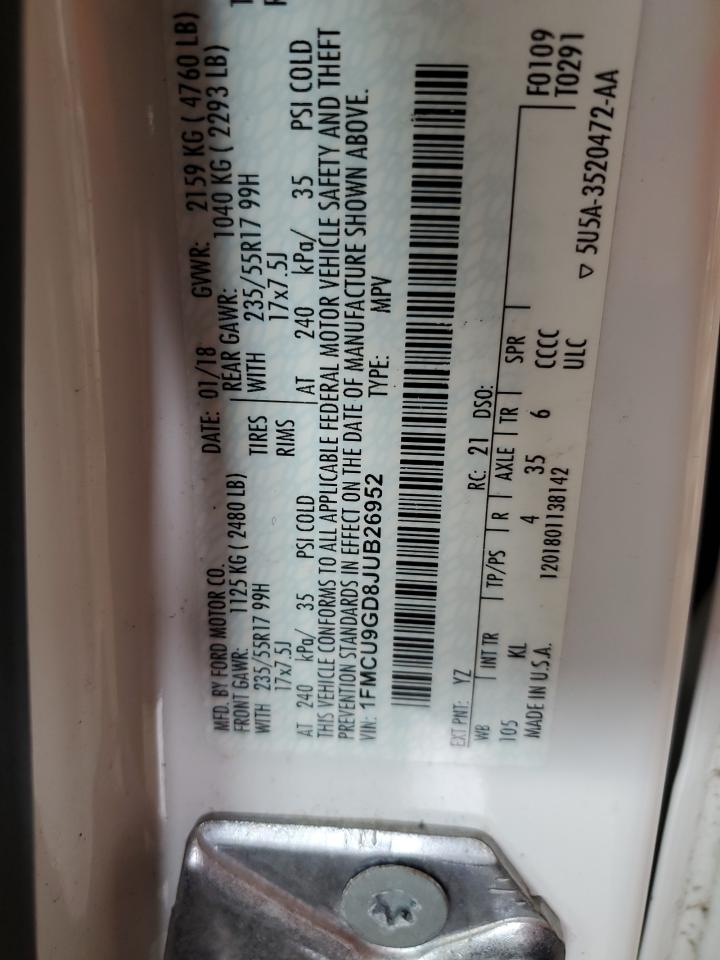 MFD. BY FORD MOTOR CO.
DATE: 01/18
GVWR: 2159 KG ( 4760 LB)
FRONT GAWR: 1125 KG ( 2480 LB)
REAR GAWR: 1040 KG ( 2293 LB)
WITH 235/55R17 99H
TIRES
WITH 235/55R17 99H
17x7.5J
RIMS
17x7.5J
AT 240 kPa/ 35 PSI COLD
AT 240 kPa/ 35 PSI COLD
THIS VEHICLE CONFORMS TO ALL APPLICABLE FEDERAL MOTOR VEHICLE SAFETY AND THEFT
PREVENTION STANDARDS IN EFFECT ON THE DATE OF MANUFACTURE SHOWN ABOVE.
VIN: 1FMCU9GD8JUB26952
TYPE: MPV
EXT PNT: YZ
RC: 21 DSO:
WB INT TR TP/PS R AXLE TR SPR
F0109
T0291
105 KL 4 35 6 CCCC
ULC
MADE IN U.S.A.
1201801138142
▽ 5U5A-3520472-AA